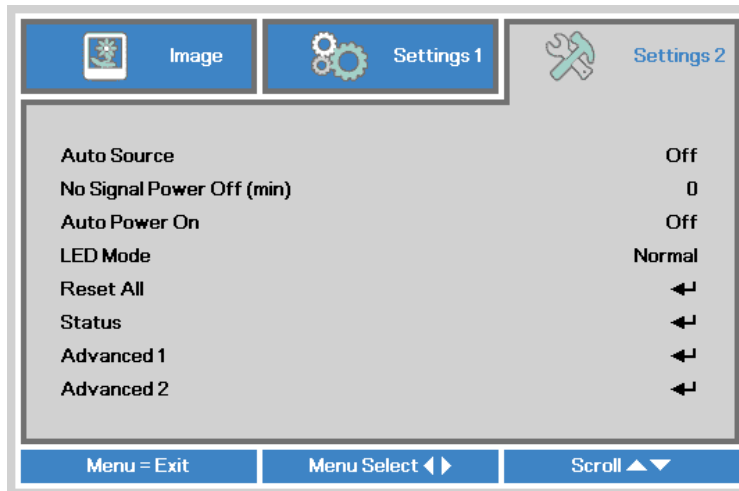 Image
Settings 1
Settings 2
Auto Source Off
No Signal Power Off (min) 0
Auto Power On Off
LED Mode Normal
Reset All
Status
Advanced 1
Advanced 2
Menu = Exit
Menu Select
Scroll